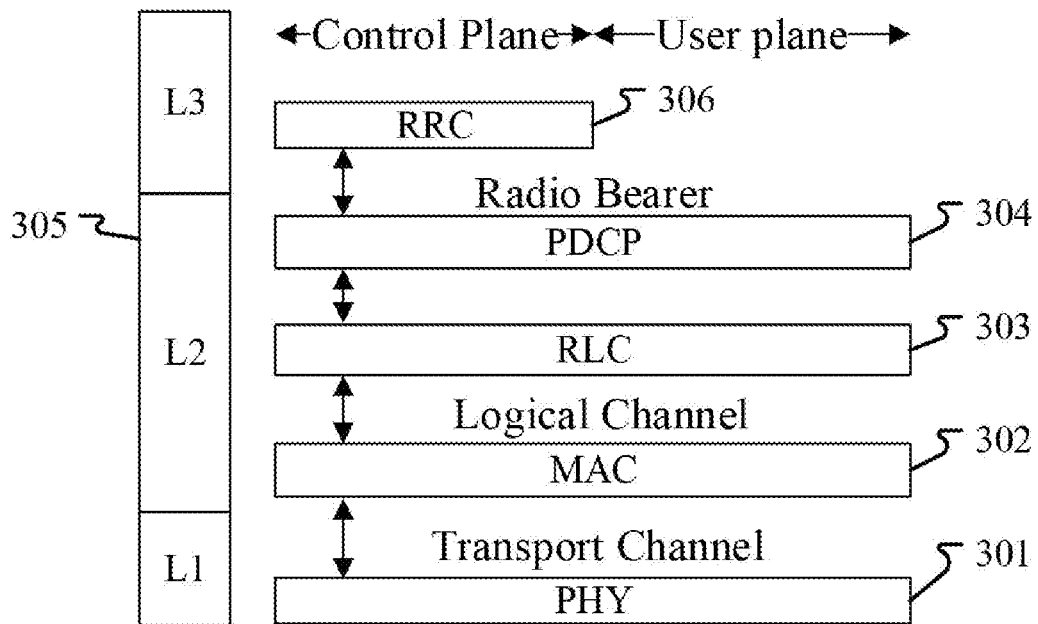 Control Plane User plane
L3
RRC
306
Radio Bearer
305
PDCP
304
L2
RLC
303
Logical Channel
MAC
302
L1
Transport Channel
PHY
301